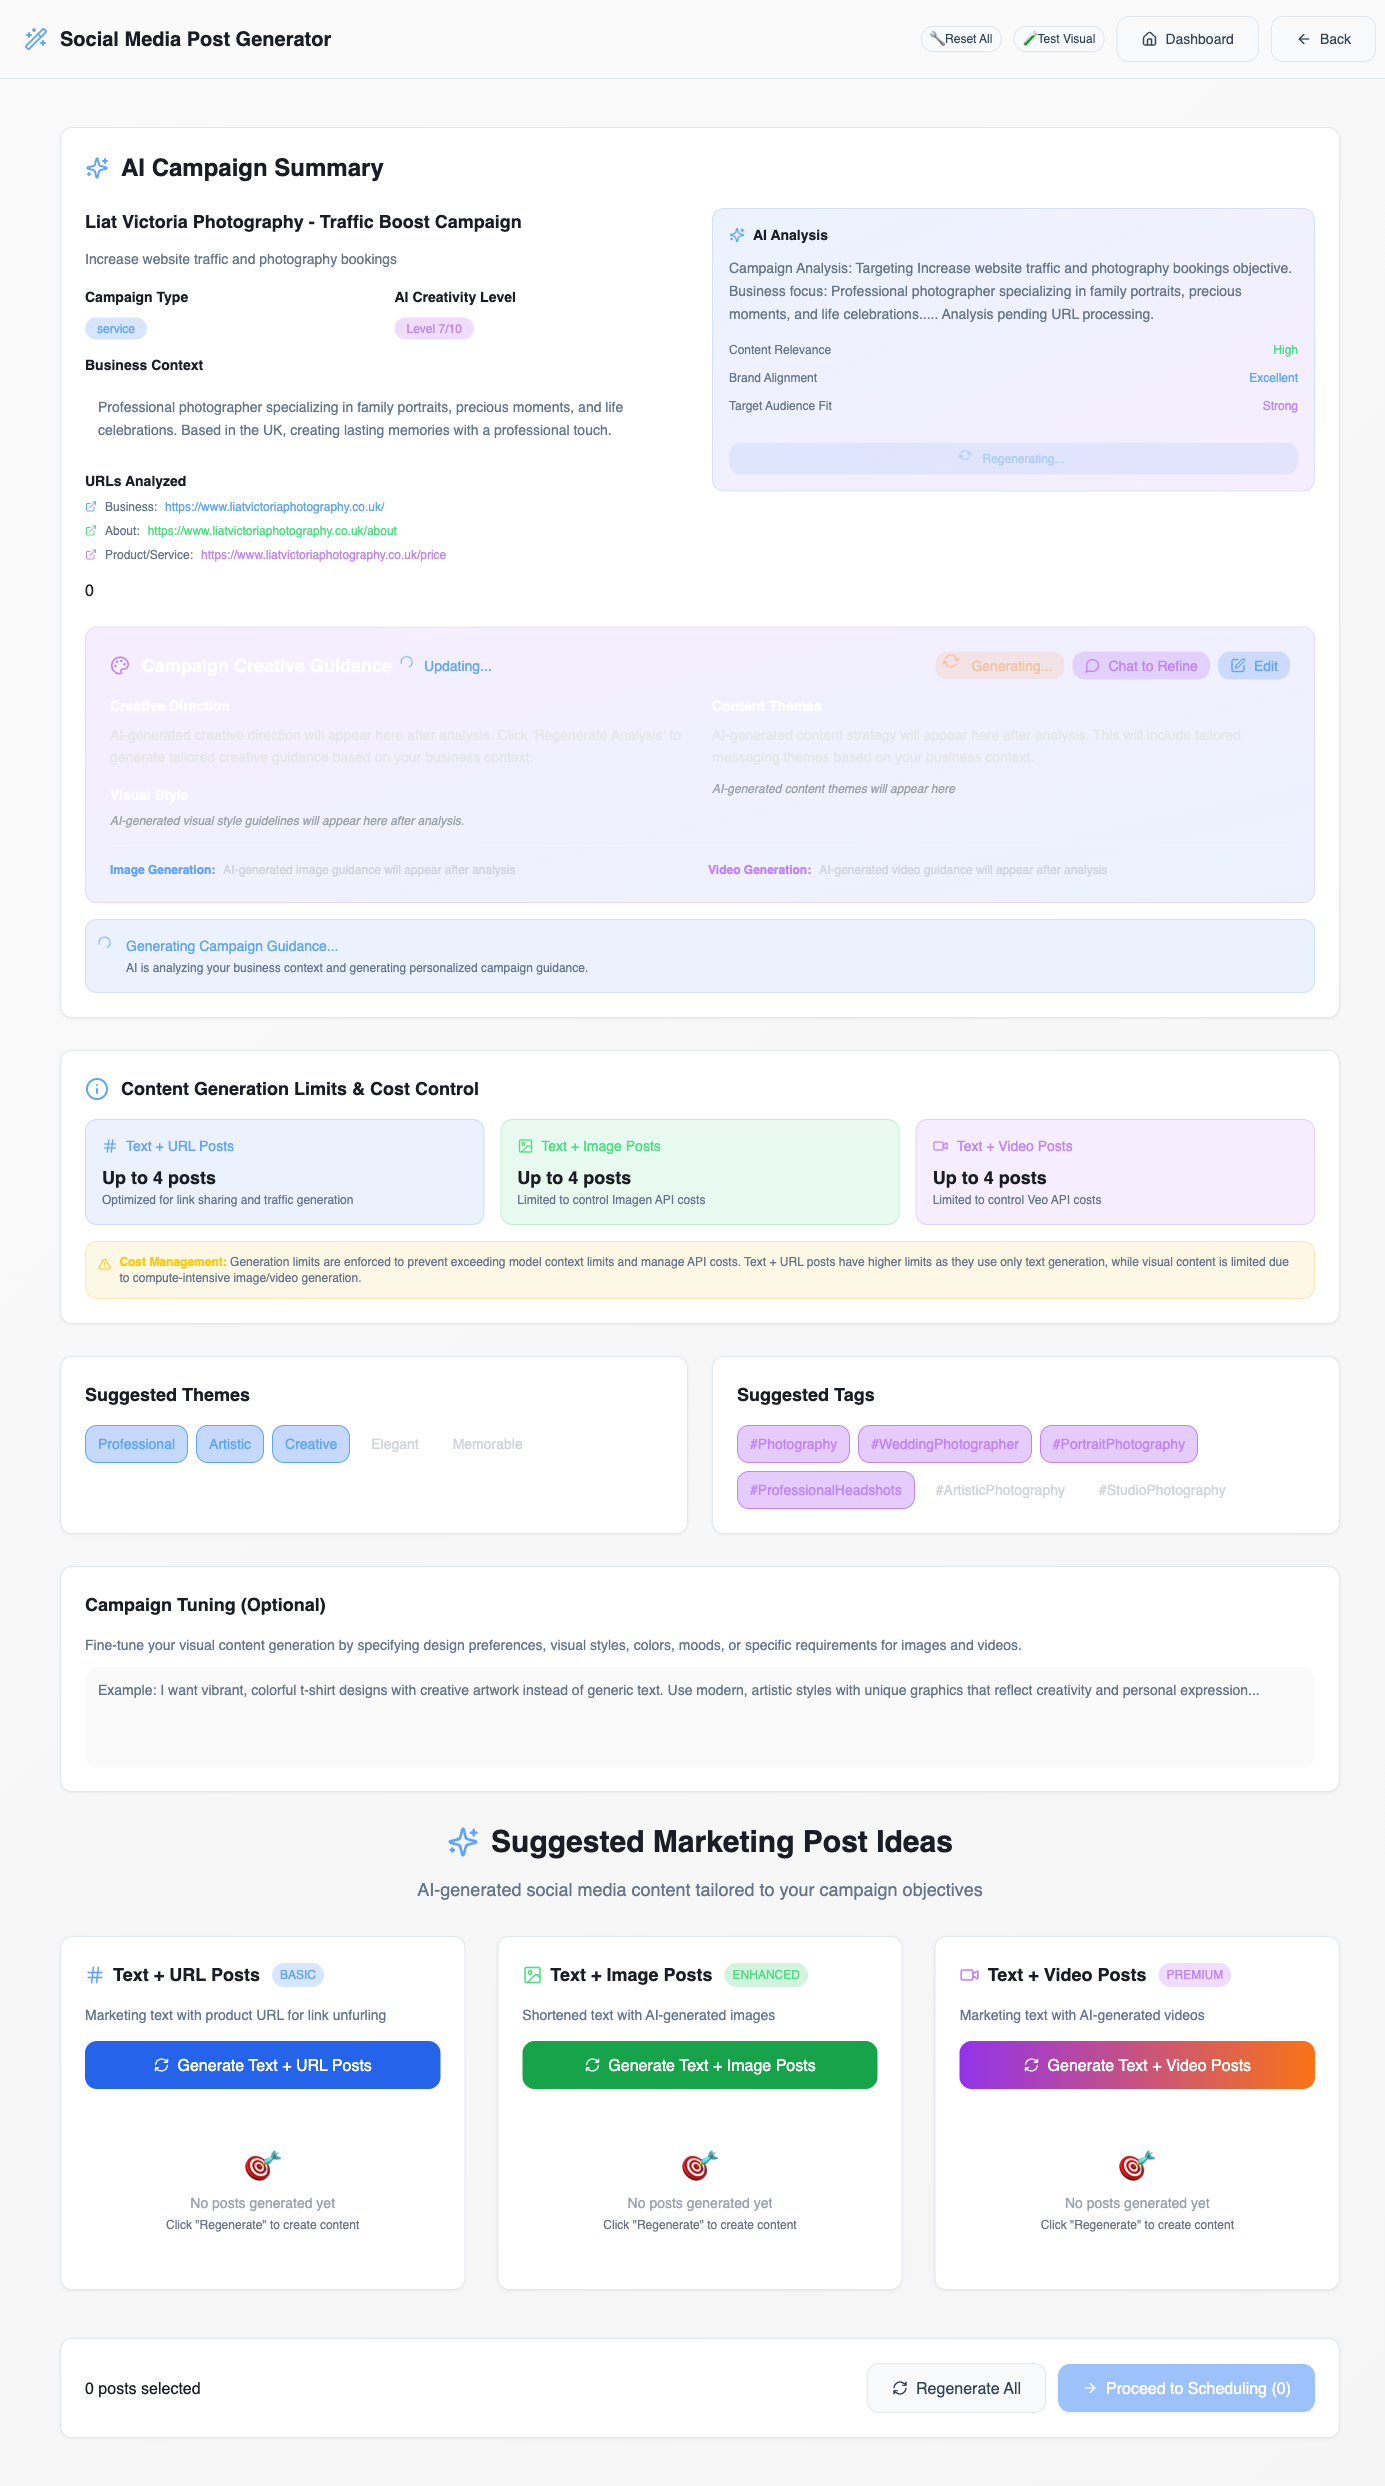 Social Media Post Generator
🔧Reset All
🧪Test Visual
Dashboard
Back
AI Campaign Summary
Liat Victoria Photography - Traffic Boost Campaign
Increase website traffic and photography bookings
Campaign Type
AI Creativity Level
service
Level 7/10
Business Context
Professional photographer specializing in family portraits, precious moments, and life
celebrations. Based in the UK, creating lasting memories with a professional touch.
URLs Analyzed
Business: https://www.liatvictoriaphotography.co.uk/
About: https://www.liatvictoriaphotography.co.uk/about
Product/Service: https://www.liatvictoriaphotography.co.uk/price
0
AI Analysis
Campaign Analysis: Targeting Increase website traffic and photography bookings objective.
Business focus: Professional photographer specializing in family portraits, precious
moments, and life celebrations..... Analysis pending URL processing.
Content Relevance High
Brand Alignment Excellent
Target Audience Fit Strong
Regenerating...
Campaign Creative Guidance
Updating...
Generating...
Chat to Refine
Edit
Creative Direction
AI-generated creative direction will appear here after analysis. Click 'Regenerate Analysis' to
generate tailored creative guidance based on your business context.
Visual Style
AI-generated visual style guidelines will appear here after analysis.
Content Themes
AI-generated content strategy will appear here after analysis. This will include tailored
messaging themes based on your business context.
AI-generated content themes will appear here
Image Generation: AI-generated image guidance will appear after analysis
Video Generation: AI-generated video guidance will appear after analysis
Generating Campaign Guidance...
AI is analyzing your business context and generating personalized campaign guidance.
Content Generation Limits & Cost Control
Text + URL Posts
Up to 4 posts
Optimized for link sharing and traffic generation
Text + Image Posts
Up to 4 posts
Limited to control Imagen API costs
Text + Video Posts
Up to 4 posts
Limited to control Veo API costs
Cost Management: Generation limits are enforced to prevent exceeding model context limits and manage API costs. Text + URL posts have higher limits as they use only text generation, while visual content is limited due
to compute-intensive image/video generation.
Suggested Themes
Professional
Artistic
Creative
Elegant
Memorable
Suggested Tags
#Photography
#WeddingPhotographer
#PortraitPhotography
#ProfessionalHeadshots
#ArtisticPhotography
#StudioPhotography
Campaign Tuning (Optional)
Fine-tune your visual content generation by specifying design preferences, visual styles, colors, moods, or specific requirements for images and videos.
Example: I want vibrant, colorful t-shirt designs with creative artwork instead of generic text. Use modern, artistic styles with unique graphics that reflect creativity and personal expression...
Suggested Marketing Post Ideas
AI-generated social media content tailored to your campaign objectives
Text + URL Posts BASIC
Marketing text with product URL for link unfurling
Generate Text + URL Posts
No posts generated yet
Click "Regenerate" to create content
Text + Image Posts ENHANCED
Shortened text with AI-generated images
Generate Text + Image Posts
No posts generated yet
Click "Regenerate" to create content
Text + Video Posts PREMIUM
Marketing text with AI-generated videos
Generate Text + Video Posts
No posts generated yet
Click "Regenerate" to create content
0 posts selected
Regenerate All
Proceed to Scheduling (0)